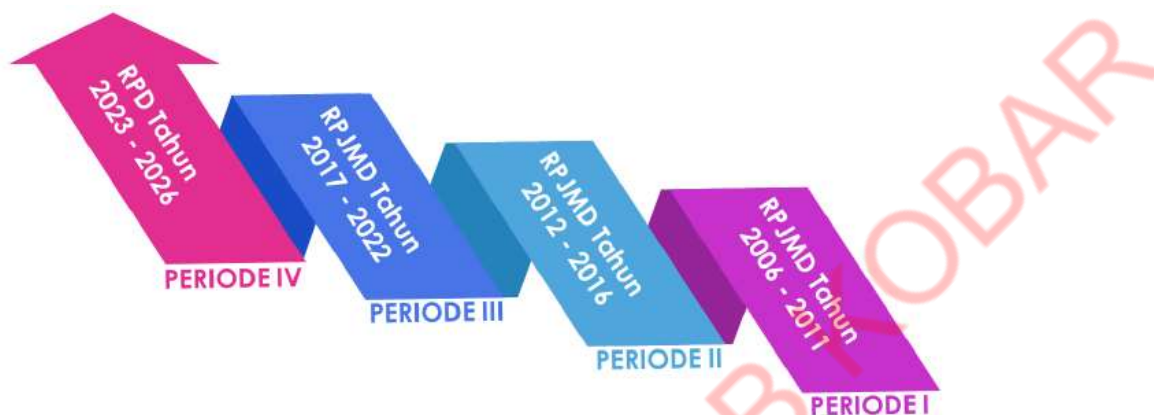 RPD Tahun
2023 - 2026
PERIODE IV
RPJMD Tahun
2017 - 2022
PERIODE III
RPJMD Tahun
2012 - 2016
PERIODE II
RPJMD Tahun
2006 - 2011
PERIODE I
KOBAR